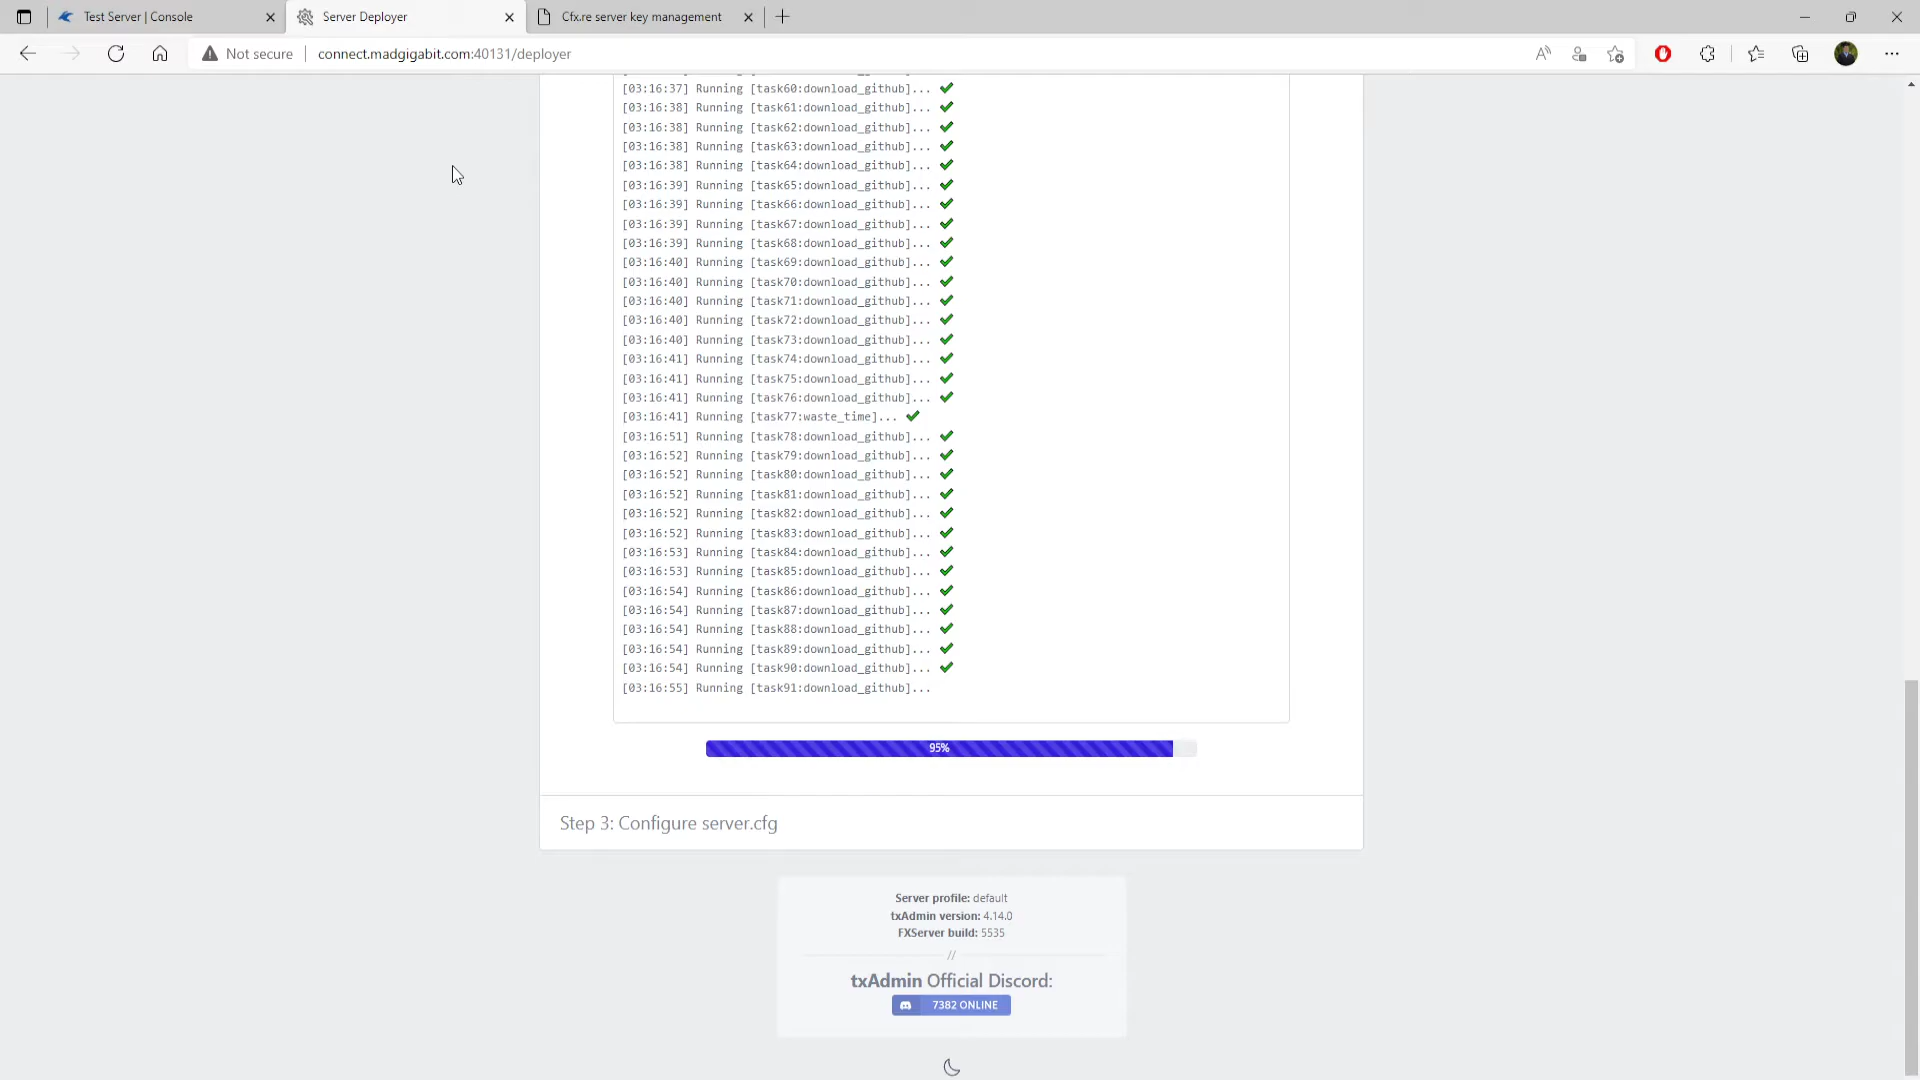 Test Server | Console
Server Deployer
Cfx.re server key management
Not secure
connect.madgigabit.com:40131/deployer
[03:16:37] Running [task60:download_github]... ✔
[03:16:38] Running [task61:download_github]... ✔
[03:16:38] Running [task62:download_github]... ✔
[03:16:38] Running [task63:download_github]... ✔
[03:16:38] Running [task64:download_github]... ✔
[03:16:39] Running [task65:download_github]... ✔
[03:16:39] Running [task66:download_github]... ✔
[03:16:39] Running [task67:download_github]... ✔
[03:16:39] Running [task68:download_github]... ✔
[03:16:40] Running [task69:download_github]... ✔
[03:16:40] Running [task70:download_github]... ✔
[03:16:40] Running [task71:download_github]... ✔
[03:16:40] Running [task72:download_github]... ✔
[03:16:40] Running [task73:download_github]... ✔
[03:16:41] Running [task74:download_github]... ✔
[03:16:41] Running [task75:download_github]... ✔
[03:16:41] Running [task76:download_github]... ✔
[03:16:41] Running [task77:waste_time]... ✔
[03:16:51] Running [task78:download_github]... ✔
[03:16:52] Running [task79:download_github]... ✔
[03:16:52] Running [task80:download_github]... ✔
[03:16:52] Running [task81:download_github]... ✔
[03:16:52] Running [task82:download_github]... ✔
[03:16:52] Running [task83:download_github]... ✔
[03:16:53] Running [task84:download_github]... ✔
[03:16:53] Running [task85:download_github]... ✔
[03:16:54] Running [task86:download_github]... ✔
[03:16:54] Running [task87:download_github]... ✔
[03:16:54] Running [task88:download_github]... ✔
[03:16:54] Running [task89:download_github]... ✔
[03:16:54] Running [task90:download_github]... ✔
[03:16:55] Running [task91:download_github]...
95%
Step 3: Configure server.cfg
Server profile: default
txAdmin version: 4.14.0
FXServer build: 5535
//
txAdmin Official Discord:
7382 ONLINE